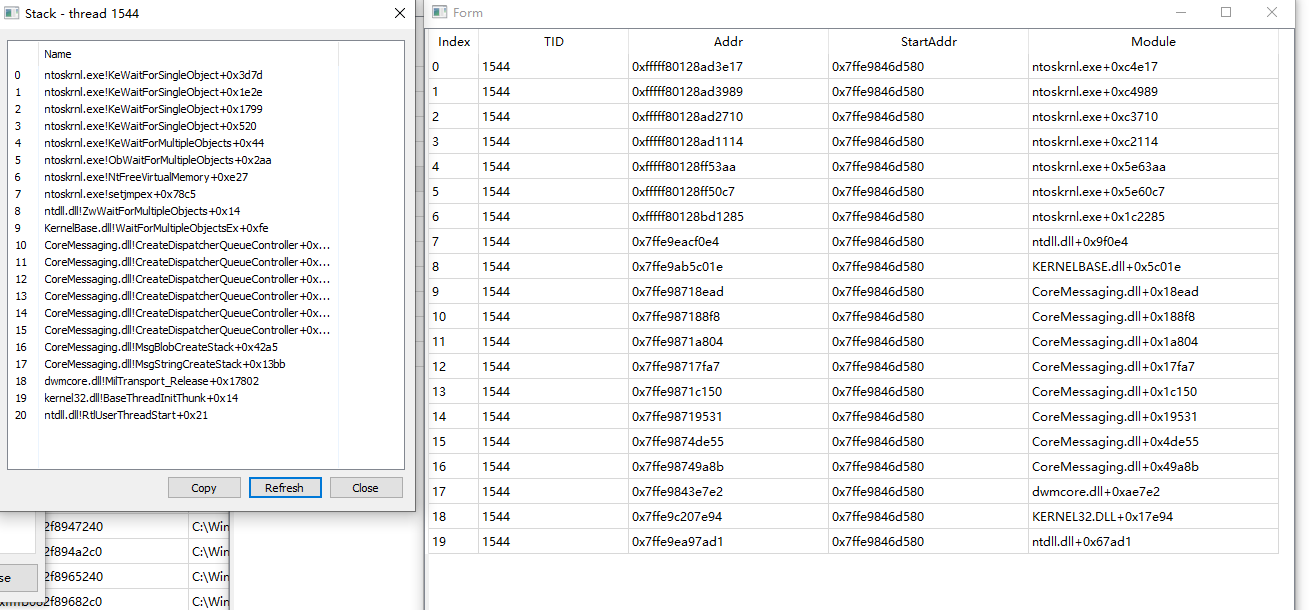 Stack - thread 1544
Name
0 ntoskrnl.exe!KeWaitForSingleObject+0x3d7d
1 ntoskrnl.exe!KeWaitForSingleObject+0x1e2e
2 ntoskrnl.exe!KeWaitForSingleObject+0x1799
3 ntoskrnl.exe!KeWaitForSingleObject+0x520
4 ntoskrnl.exe!KeWaitForMultipleObjects+0x44
5 ntoskrnl.exe!ObWaitForMultipleObjects+0x2aa
6 ntoskrnl.exe!NtFreeVirtualMemory+0xe27
7 ntoskrnl.exe!setjmpex+0x78c5
8 ntdll.dll!ZwWaitForMultipleObjects+0x14
9 KernelBase.dll!WaitForMultipleObjectsEx+0xfe
10 CoreMessaging.dll!CreateDispatcherQueueController+0x...
11 CoreMessaging.dll!CreateDispatcherQueueController+0x...
12 CoreMessaging.dll!CreateDispatcherQueueController+0x...
13 CoreMessaging.dll!CreateDispatcherQueueController+0x...
14 CoreMessaging.dll!CreateDispatcherQueueController+0x...
15 CoreMessaging.dll!CreateDispatcherQueueController+0x...
16 CoreMessaging.dll!MsgBlobCreateStack+0x42a5
17 CoreMessaging.dll!MsgStringCreateStack+0x13bb
18 dwmcore.dll!MilTransport_Release+0x17802
19 kernel32.dll!BaseThreadInitThunk+0x14
20 ntdll.dll!RtlUserThreadStart+0x21
Copy Refresh Close
2f8947240 C:\Win
2f894a2c0 C:\Win
2f8965240 C:\Win
se
2f89682c0 C:\Win
Form
Index TID Addr StartAddr Module
0 1544 0xfffff80128ad3e17 0x7ffe9846d580 ntoskrnl.exe+0xc4e17
1 1544 0xfffff80128ad3989 0x7ffe9846d580 ntoskrnl.exe+0xc4989
2 1544 0xfffff80128ad2710 0x7ffe9846d580 ntoskrnl.exe+0xc3710
3 1544 0xfffff80128ad1114 0x7ffe9846d580 ntoskrnl.exe+0xc2114
4 1544 0xfffff80128ff53aa 0x7ffe9846d580 ntoskrnl.exe+0x5e63aa
5 1544 0xfffff80128ff50c7 0x7ffe9846d580 ntoskrnl.exe+0x5e60c7
6 1544 0xfffff80128bd1285 0x7ffe9846d580 ntoskrnl.exe+0x1c2285
7 1544 0x7ffe9eacf0e4 0x7ffe9846d580 ntdll.dll+0x9f0e4
8 1544 0x7ffe9ab5c01e 0x7ffe9846d580 KERNELBASE.dll+0x5c01e
9 1544 0x7ffe98718ead 0x7ffe9846d580 CoreMessaging.dll+0x18ead
10 1544 0x7ffe987188f8 0x7ffe9846d580 CoreMessaging.dll+0x188f8
11 1544 0x7ffe9871a804 0x7ffe9846d580 CoreMessaging.dll+0x1a804
12 1544 0x7ffe98717fa7 0x7ffe9846d580 CoreMessaging.dll+0x17fa7
13 1544 0x7ffe9871c150 0x7ffe9846d580 CoreMessaging.dll+0x1c150
14 1544 0x7ffe98719531 0x7ffe9846d580 CoreMessaging.dll+0x19531
15 1544 0x7ffe9874de55 0x7ffe9846d580 CoreMessaging.dll+0x4de55
16 1544 0x7ffe98749a8b 0x7ffe9846d580 CoreMessaging.dll+0x49a8b
17 1544 0x7ffe9843e7e2 0x7ffe9846d580 dwmcore.dll+0xae7e2
18 1544 0x7ffe9c207e94 0x7ffe9846d580 KERNEL32.DLL+0x17e94
19 1544 0x7ffe9ea97ad1 0x7ffe9846d580 ntdll.dll+0x67ad1